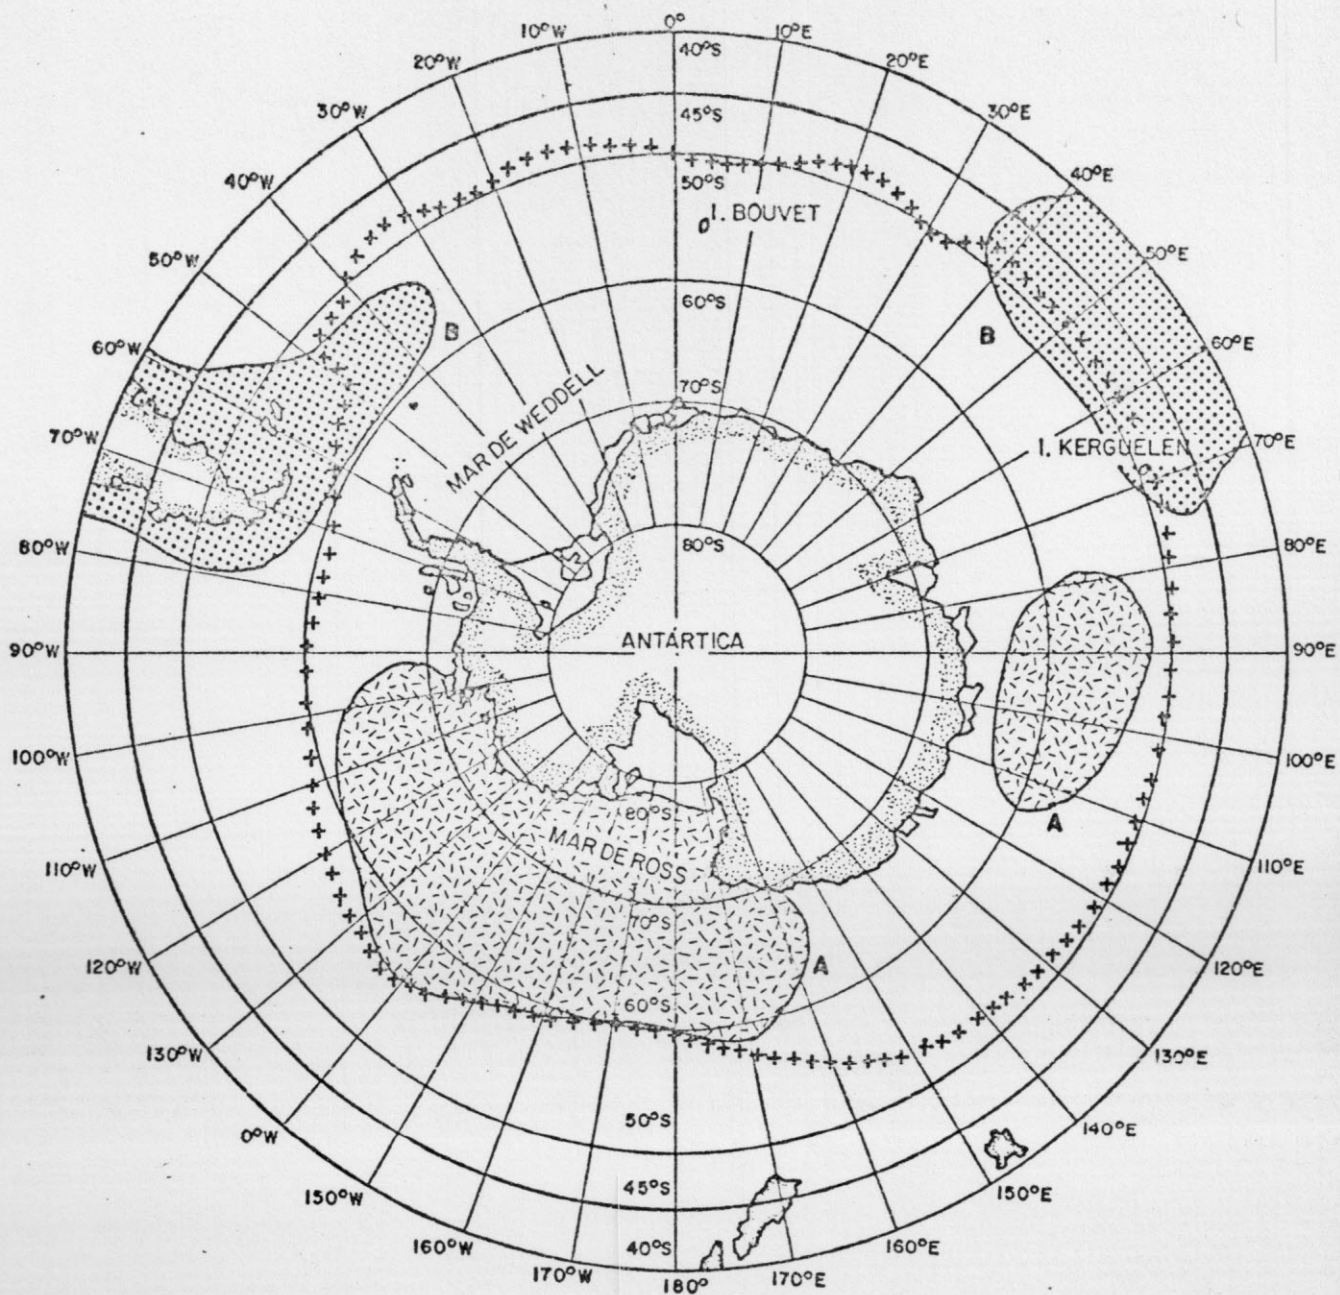 0°
10°W
10°E
20°W
20°E
40°S
30°W
30°E
45°S
40°W
40°E
50°S
I. BOUVET
50°W
50°E
60°S
B
B
60°W
60°E
70°S
MAR DE WEDDELL
70°W
70°E
I. KERGUELEN
80°W
80°S
80°E
90°W
ANTARTICA
90°E
100°W
100°E
80°S
A
MAR DE ROSS
110°W
110°E
70°S
A
120°W
120°E
60°S
130°W
130°E
50°S
0°W
140°E
45°S
150°W
150°E
40°S
160°W
160°E
170°W
170°E
180°